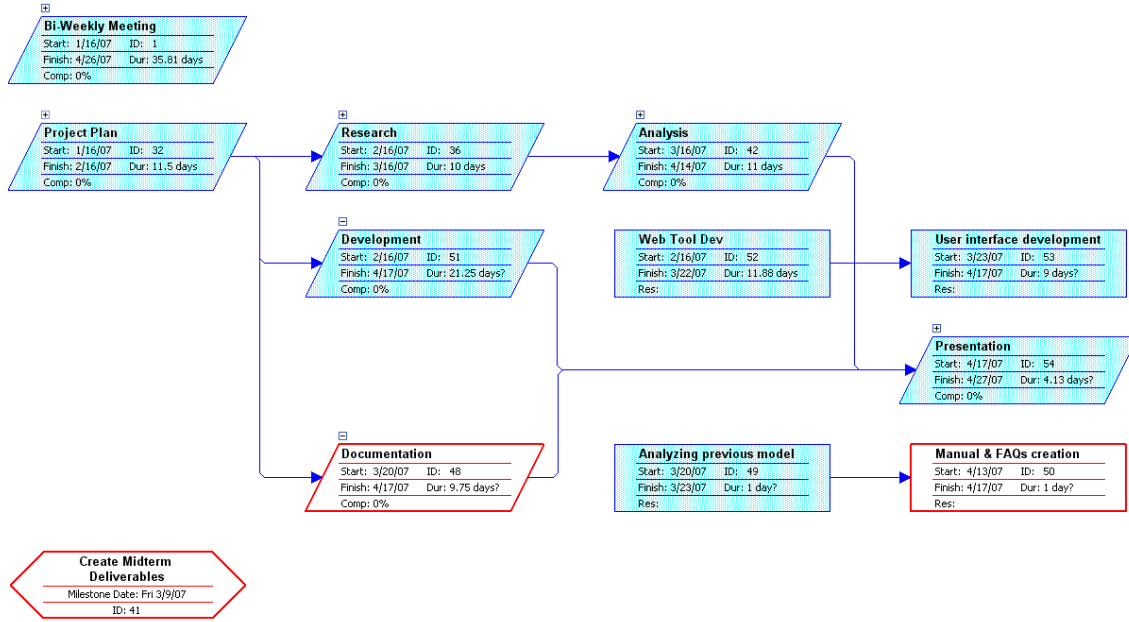 Bi-Weekly Meeting
Start: 1/16/07 ID: 1
Finish: 4/26/07 Dur: 35.81 days
Comp: 0%
Project Plan
Start: 1/16/07 ID: 32
Finish: 2/16/07 Dur: 11.5 days
Comp: 0%
Research
Start: 2/16/07 ID: 36
Finish: 3/16/07 Dur: 10 days
Comp: 0%
Analysis
Start: 3/16/07 ID: 42
Finish: 4/14/07 Dur: 11 days
Comp: 0%
Development
Start: 2/16/07 ID: 51
Finish: 4/17/07 Dur: 21.25 days?
Comp: 0%
Web Tool Dev
Start: 2/16/07 ID: 52
Finish: 3/22/07 Dur: 11.88 days
Res:
User interface development
Start: 3/23/07 ID: 53
Finish: 4/17/07 Dur: 9 days?
Res:
Presentation
Start: 4/17/07 ID: 54
Finish: 4/27/07 Dur: 4.13 days?
Comp: 0%
Documentation
Start: 3/20/07 ID: 48
Finish: 4/17/07 Dur: 9.75 days?
Comp: 0%
Analyzing previous model
Start: 3/20/07 ID: 49
Finish: 3/23/07 Dur: 1 day?
Res:
Manual & FAQs creation
Start: 4/13/07 ID: 50
Finish: 4/17/07 Dur: 1 day?
Res:
Create Midterm
Deliverables
Milestone Date: Fri 3/9/07
ID: 41